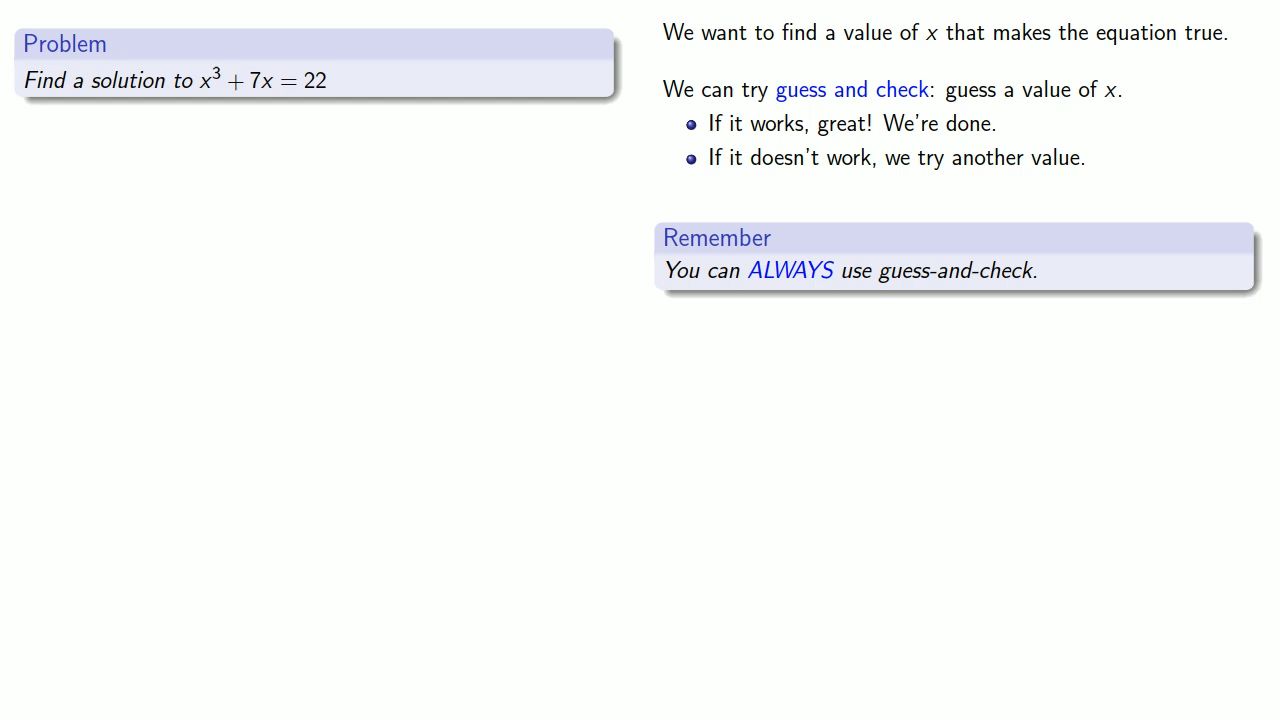 Problem
Find a solution to x³ + 7x = 22
We want to find a value of x that makes the equation true.
We can try guess and check: guess a value of x.
If it works, great! We're done.
If it doesn't work, we try another value.
Remember
You can ALWAYS use guess-and-check.